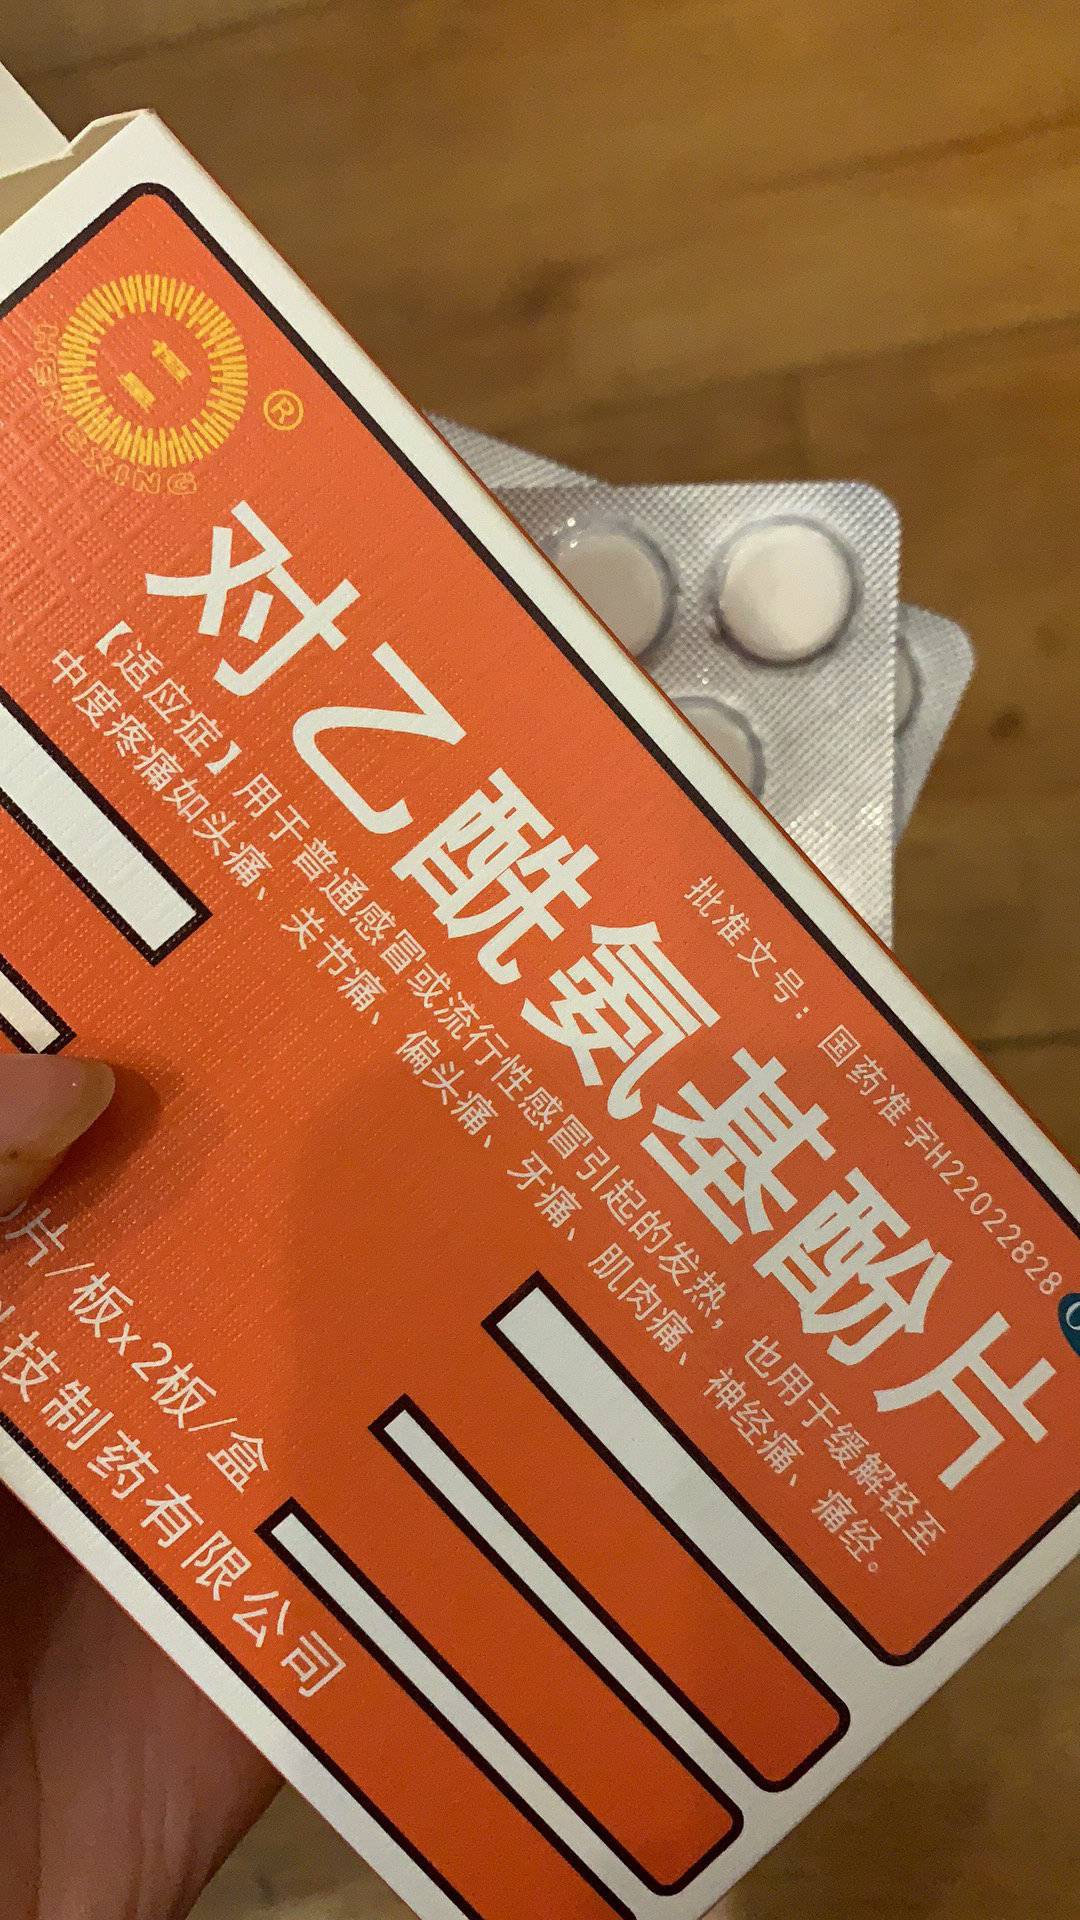 HENGXING
®
批准文号：国药准字H22022828
对乙酰氨基酚片
【适应症】用于普通感冒或流行性感冒引起的发热，也用于缓解轻至
中度疼痛如头痛、关节痛、偏头痛、牙痛、肌肉痛、神经痛、痛经。
片/板x2板/盒
技制药有限公司